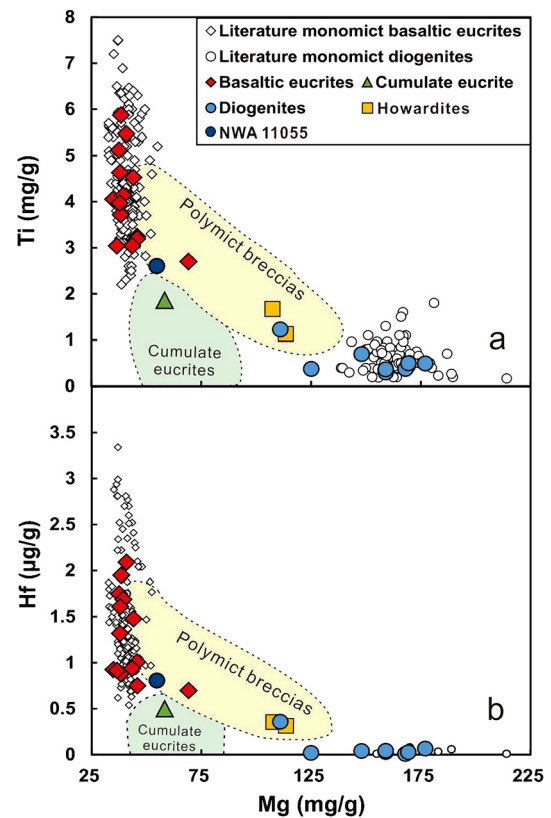 8
Literature monomict basaltic eucrites
Literature monomict diogenites
Basaltic eucrites
Cumulate eucrite
Diogenites
Howardites
NWA 11055
7
6
5
4
3
2
1
0
Ti (mg/g)
Polymict breccias
Cumulate
eucrites
a
3.5
3
2.5
2
1.5
1
0.5
0
Hf (μg/g)
Polymict breccias
Cumulate
eucrites
b
25
75
125
175
225
Mg (mg/g)